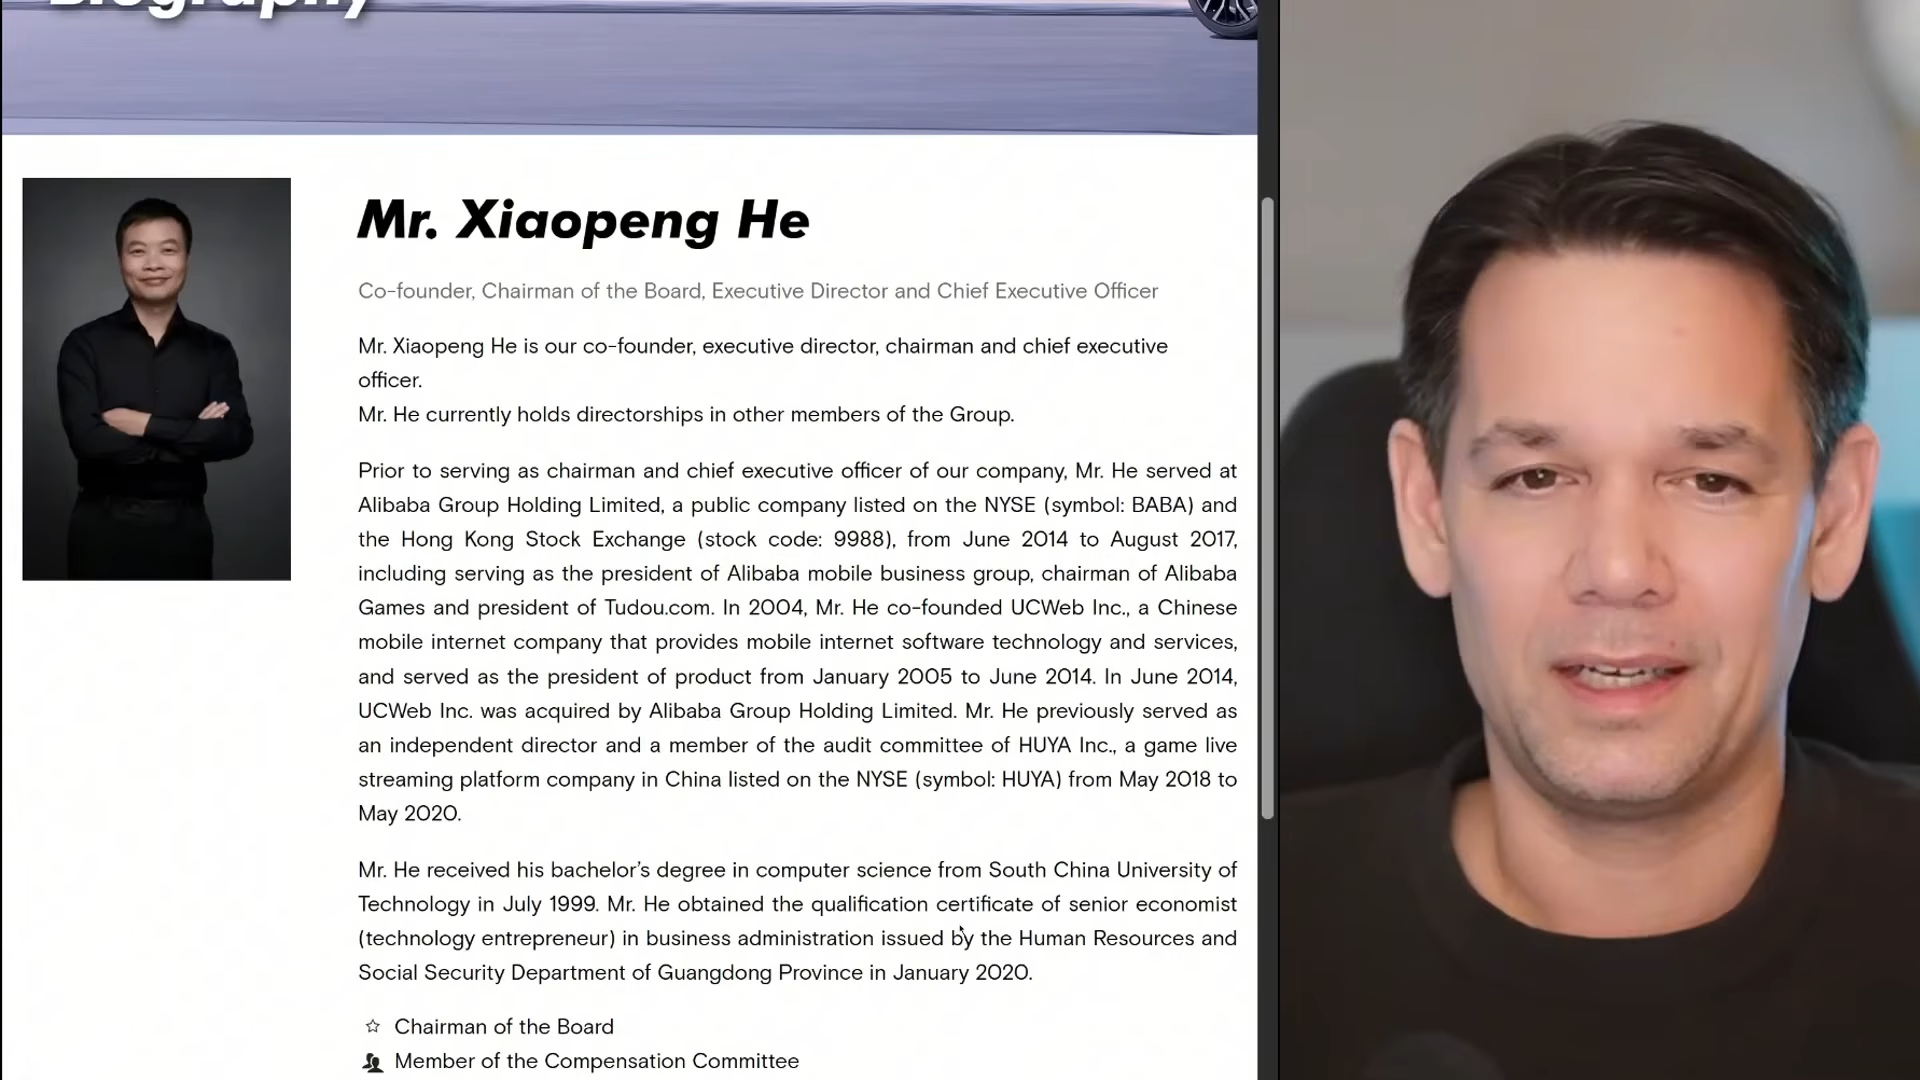 Biography
Mr. Xiaopeng He
Co-founder, Chairman of the Board, Executive Director and Chief Executive Officer
Mr. Xiaopeng He is our co-founder, executive director, chairman and chief executive
officer.
Mr. He currently holds directorships in other members of the Group.
Prior to serving as chairman and chief executive officer of our company, Mr. He served at
Alibaba Group Holding Limited, a public company listed on the NYSE (symbol: BABA) and
the Hong Kong Stock Exchange (stock code: 9988), from June 2014 to August 2017,
including serving as the president of Alibaba mobile business group, chairman of Alibaba
Games and president of Tudou.com. In 2004, Mr. He co-founded UCWeb Inc., a Chinese
mobile internet company that provides mobile internet software technology and services,
and served as the president of product from January 2005 to June 2014. In June 2014,
UCWeb Inc. was acquired by Alibaba Group Holding Limited. Mr. He previously served as
an independent director and a member of the audit committee of HUYA Inc., a game live
streaming platform company in China listed on the NYSE (symbol: HUYA) from May 2018 to
May 2020.
Mr. He received his bachelor's degree in computer science from South China University of
Technology in July 1999. Mr. He obtained the qualification certificate of senior economist
(technology entrepreneur) in business administration issued by the Human Resources and
Social Security Department of Guangdong Province in January 2020.
Chairman of the Board
Member of the Compensation Committee